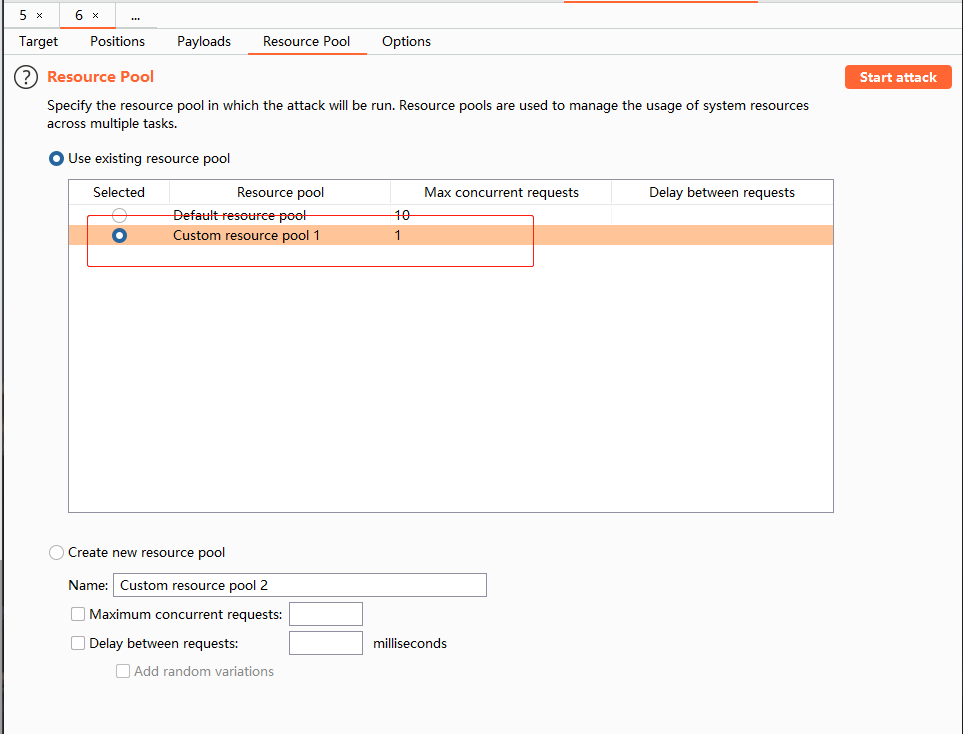 5 × 6 × ...
Target Positions Payloads Resource Pool Options
? Resource Pool Start attack
Specify the resource pool in which the attack will be run. Resource pools are used to manage the usage of system resources
across multiple tasks.
Use existing resource pool
Selected Resource pool Max concurrent requests Delay between requests
Default resource pool 10
Custom resource pool 1 1
Create new resource pool
Name: Custom resource pool 2
Maximum concurrent requests:
Delay between requests: milliseconds
Add random variations